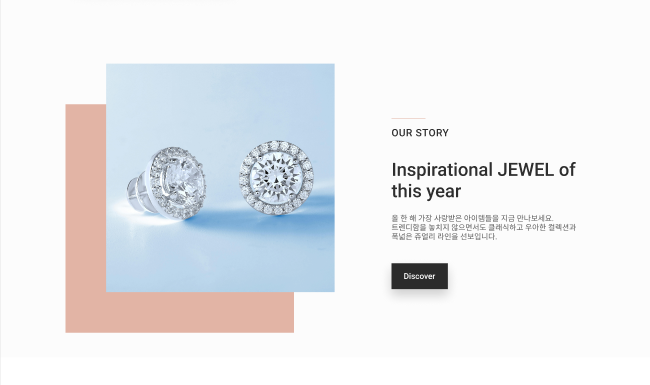 OUR STORY
Inspirational JEWEL of
this year
올 한 해 가장 사랑받은 아이템들을 지금 만나보세요.
트렌디함을 놓치지 않으면서도 클래식하고 우아한 컬렉션과
폭넓은 쥬얼리 라인을 선보입니다.
Discover